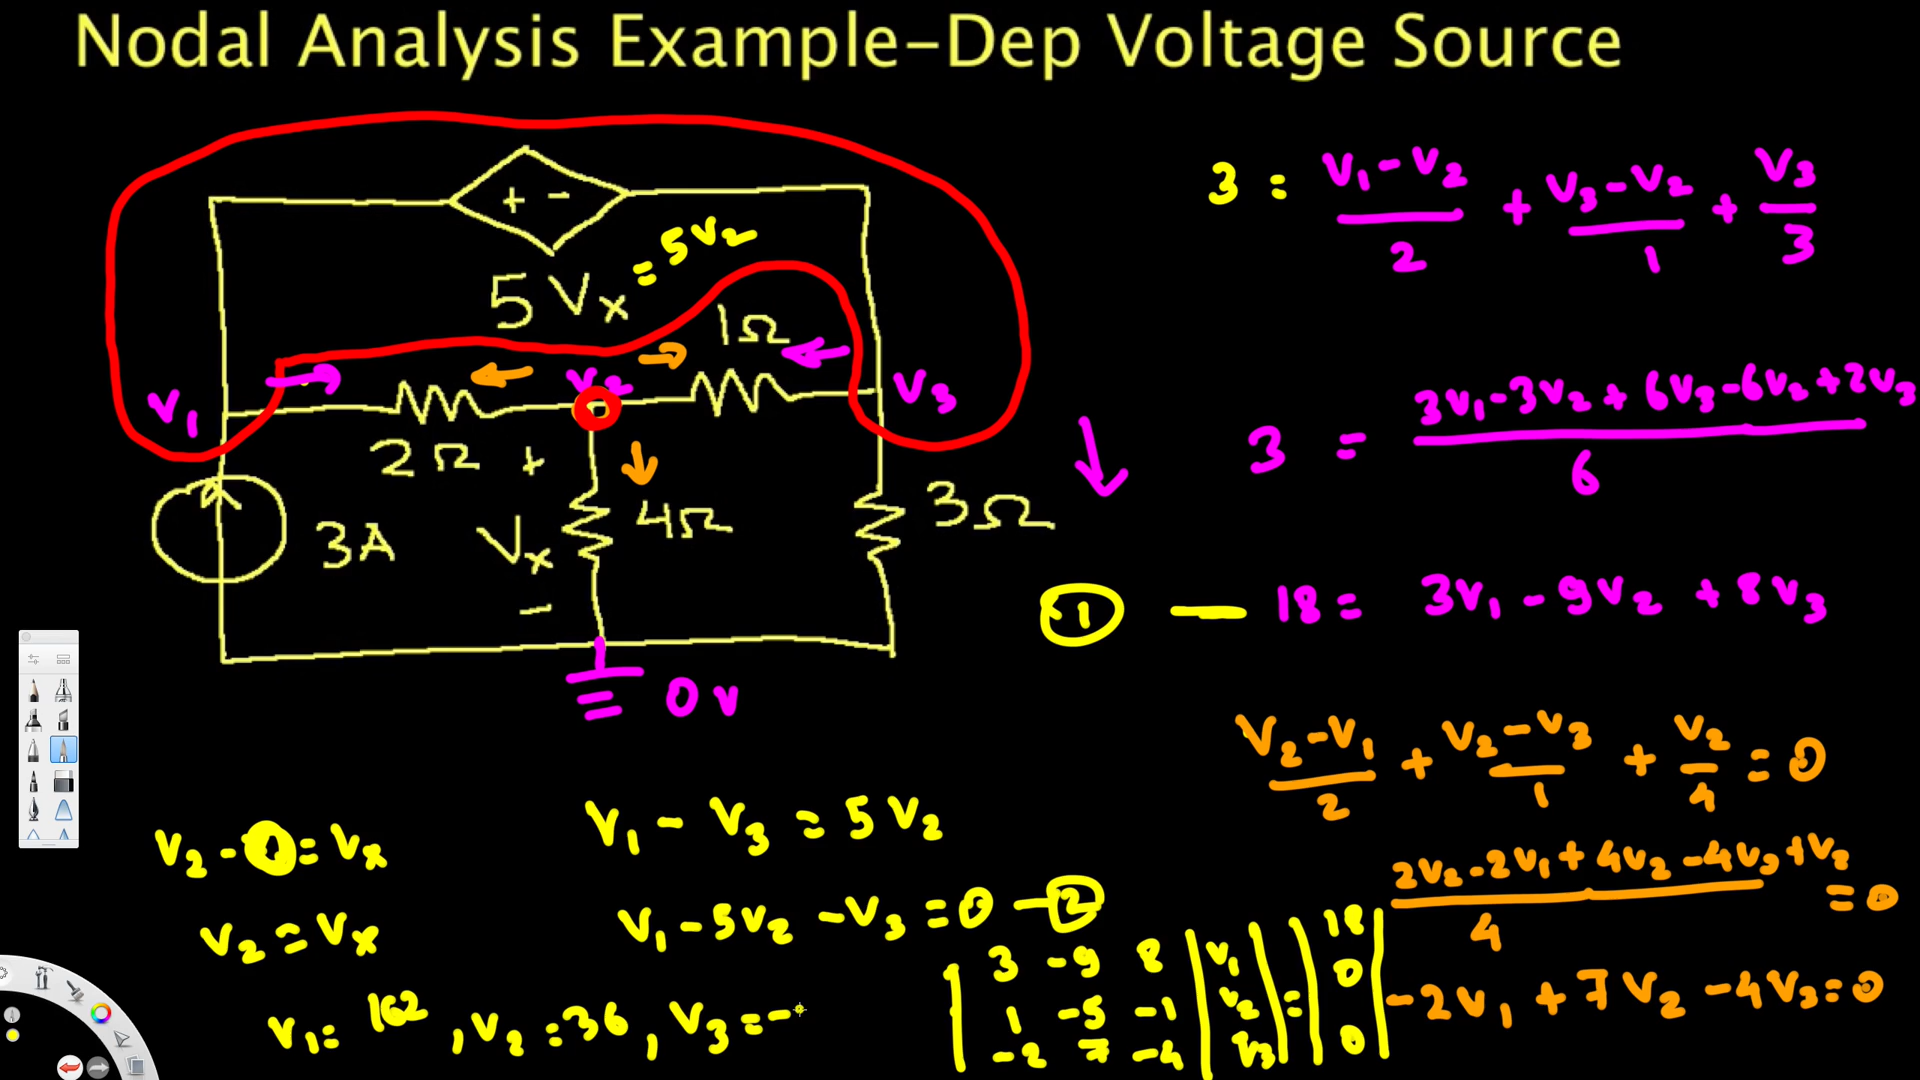 Nodal Analysis Example-Dep Voltage Source
+ -
5Vx = 5V2
1Ω
V1
V2
V3
2Ω
+
Vx
-
4Ω
3Ω
3A
0V
3 = (V1 - V2)/2 + (V3 - V2)/1 + V3/3
3 = (3V1 - 3V2 + 6V3 - 6V2 + 2V3)/6
① — 18 = 3V1 - 9V2 + 8V3
(V2 - V1)/2 + (V2 - V3)/1 + V2/4 = 0
(2V2 - 2V1 + 4V2 - 4V3 + V2)/4 = 0
-2V1 + 7V2 - 4V3 = 0
V2 - 0 = Vx
V2 = Vx
V1 - V3 = 5V2
V1 - 5V2 - V3 = 0 — ②
| 3 -9 8 | V1 | = | 18 |
| 1 -5 -1 | V2 | = | 0 |
| -2 7 -4 | V3 | = | 0 |
V1 = 162, V2 = 36, V3 = -